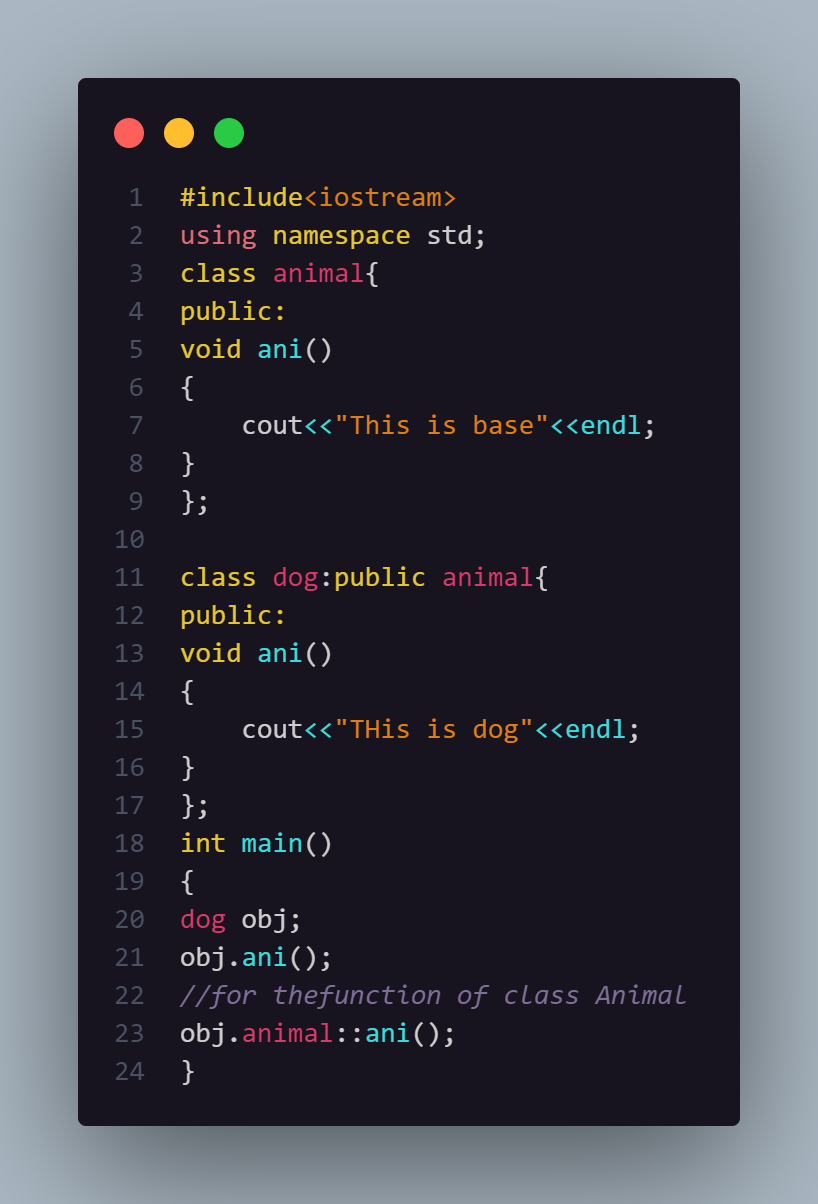 1 #include<iostream>
2 using namespace std;
3 class animal{
4 public:
5 void ani()
6 {
7     cout<<"This is base"<<endl;
8 }
9 };
10
11 class dog:public animal{
12 public:
13 void ani()
14 {
15     cout<<"THis is dog"<<endl;
16 }
17 };
18 int main()
19 {
20 dog obj;
21 obj.ani();
22 //for thefunction of class Animal
23 obj.animal::ani();
24 }